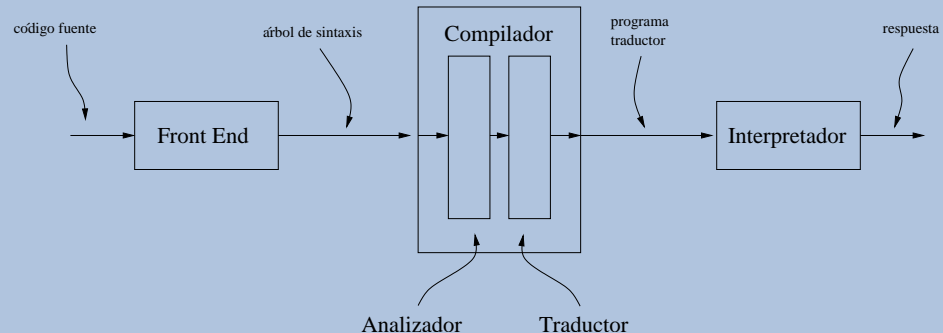 código fuente
árbol de sintaxis
Compilador
programa
traductor
respuesta
Front End
Interpretador
Analizador
Traductor